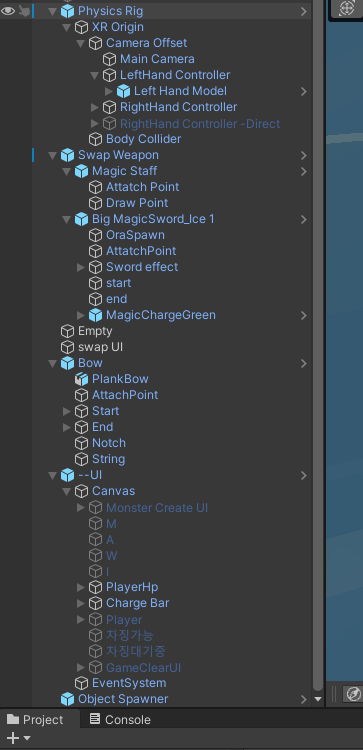 Physics Rig
XR Origin
Camera Offset
Main Camera
LeftHand Controller
Left Hand Model
RightHand Controller
RightHand Controller -Direct
Body Collider
Swap Weapon
Magic Staff
Attatch Point
Draw Point
Big MagicSword_Ice 1
OraSpawn
AttatchPoint
Sword effect
start
end
MagicChargeGreen
Empty
swap UI
Bow
PlankBow
AttachPoint
Start
End
Notch
String
--UI
Canvas
Monster Create UI
M
A
W
I
PlayerHp
Charge Bar
Player
차징가능
차징대기중
GameClearUI
EventSystem
Object Spawner
Project Console